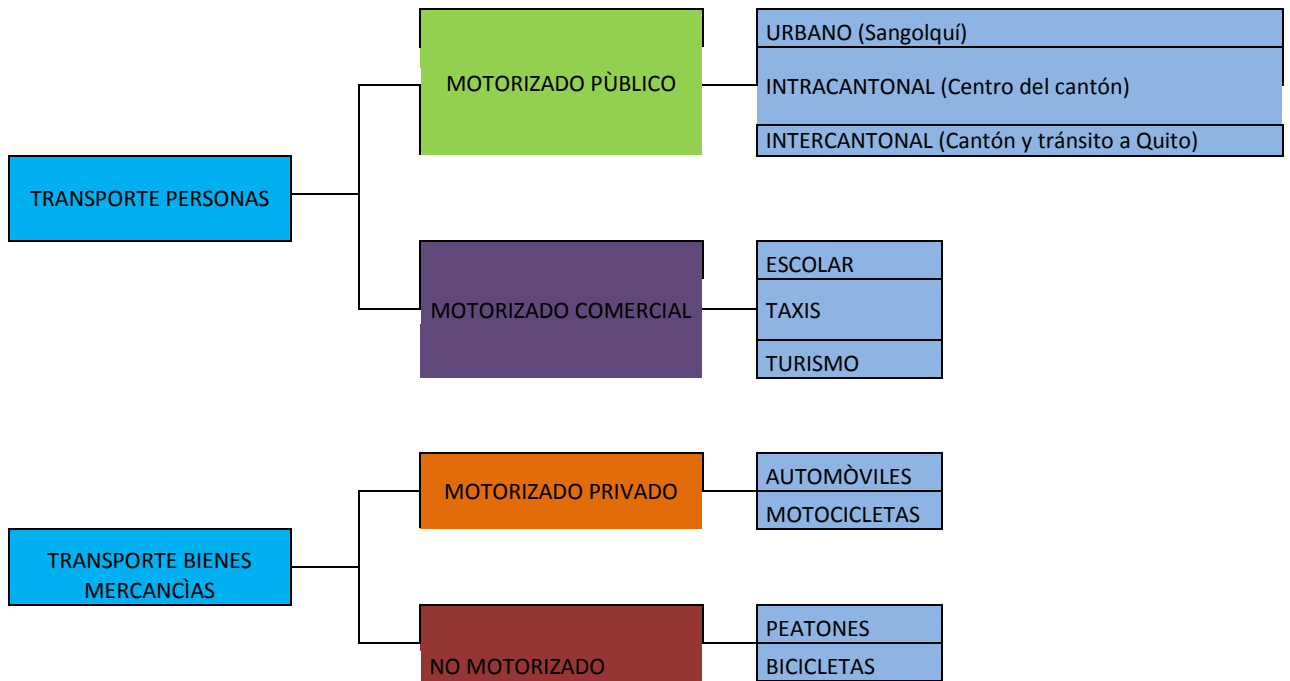 URBANO (Sangolquí)
MOTORIZADO PÙBLICO
INTRACANTONAL (Centro del cantón)
INTERCANTONAL (Cantón y tránsito a Quito)
TRANSPORTE PERSONAS
ESCOLAR
MOTORIZADO COMERCIAL
TAXIS
TURISMO
AUTOMÒVILES
MOTORIZADO PRIVADO
MOTOCICLETAS
TRANSPORTE BIENES
MERCANCÌAS
PEATONES
NO MOTORIZADO
BICICLETAS